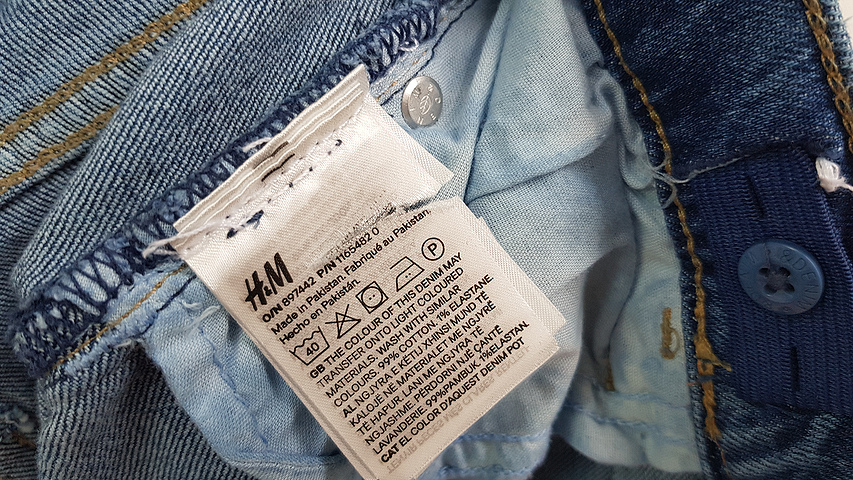 H&M
O/N 897442 P/N 1165482 0
Made in Pakistan. Fabriqué au Pakistan.
Hecho en Pakistán.
40 P
GB THE COLOUR OF THIS DENIM MAY
TRANSFER ONTO LIGHT COLOURED
MATERIALS. WASH WITH SIMILAR
COLOURS. 99% COTTON, 1% ELASTANE
AL NGJYRA E KËTIJ XHINSI MUND TË
KALOJË NË MATERIALET ME NGJYRË
TË HAPUR. LANI ME NGJYRA TË
NGJASHME. PËRDORNI NJË QANTË
LAVANDERIE 99%PAMBUK, 1%ELASTAN.
CAT EL COLOR D'AQUEST DENIM POT